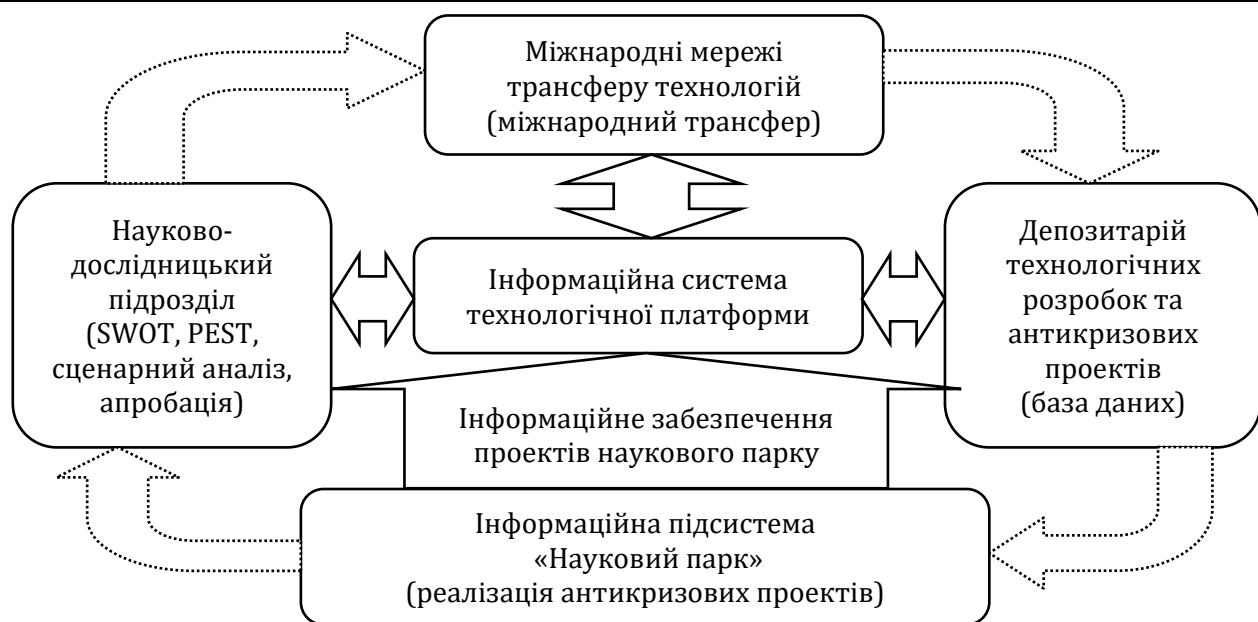 Міжнародні мережі
трансферу технологій
(міжнародний трансфер)
Науково-
дослідницький
підрозділ
(SWOT, PEST,
сценарний аналіз,
апробація)
Інформаційна система
технологічної платформи
Депозитарій
технологічних
розробок та
антикризових
проектів
(база даних)
Інформаційне забезпечення
проектів наукового парку
Інформаційна підсистема
«Науковий парк»
(реалізація антикризових проектів)